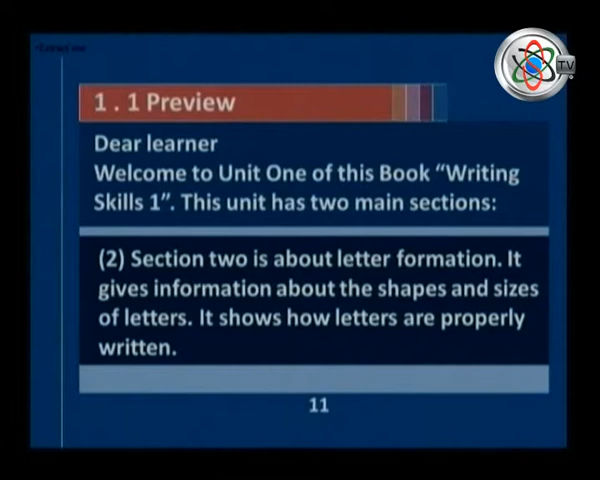 TV
1 . 1 Preview
Dear learner
Welcome to Unit One of this Book “Writing
Skills 1”. This unit has two main sections:
(2) Section two is about letter formation. It
gives information about the shapes and sizes
of letters. It shows how letters are properly
written.
11